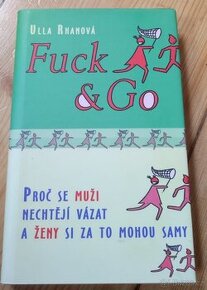 ULLA RHANOVÁ
Fuck
& Go
PROČ SE MUŽI
NECHTĚJÍ VÁZAT
A ŽENY SI ZA TO MOHOU SAMY